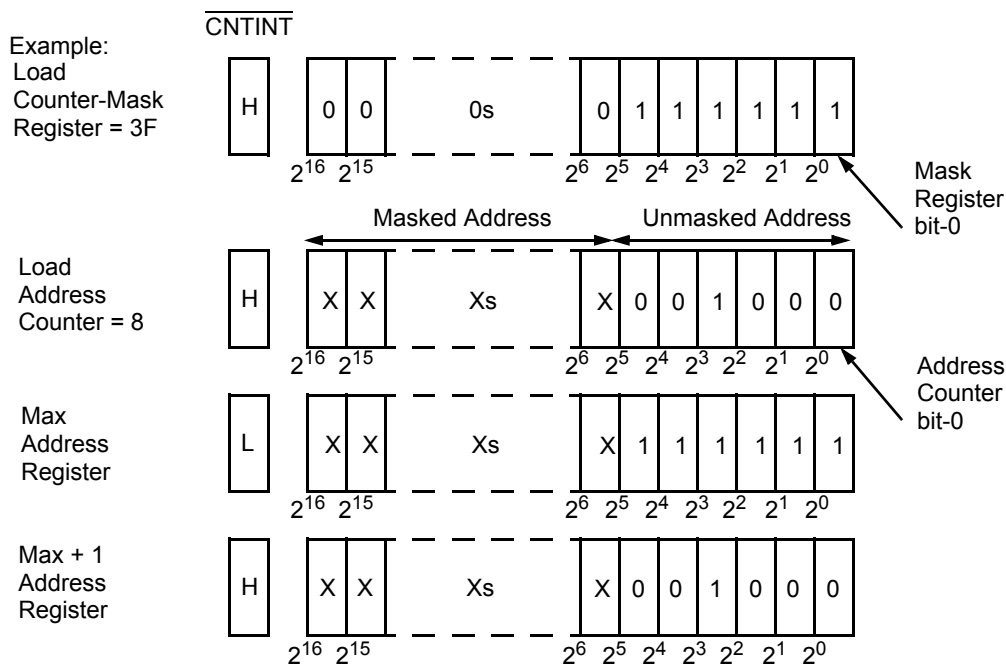 CNTINT
Example:
Load
Counter-Mask
Register = 3F
H
0 0 0s 0 1 1 1 1 1 1
2^16 2^15 2^6 2^5 2^4 2^3 2^2 2^1 2^0
Mask
Register
bit-0
Masked Address Unmasked Address
Load
Address
Counter = 8
H
X X Xs X 0 0 1 0 0 0
2^16 2^15 2^6 2^5 2^4 2^3 2^2 2^1 2^0
Address
Counter
bit-0
Max
Address
Register
L
X X Xs X 1 1 1 1 1 1
2^16 2^15 2^6 2^5 2^4 2^3 2^2 2^1 2^0
Max + 1
Address
Register
H
X X Xs X 0 0 1 0 0 0
2^16 2^15 2^6 2^5 2^4 2^3 2^2 2^1 2^0